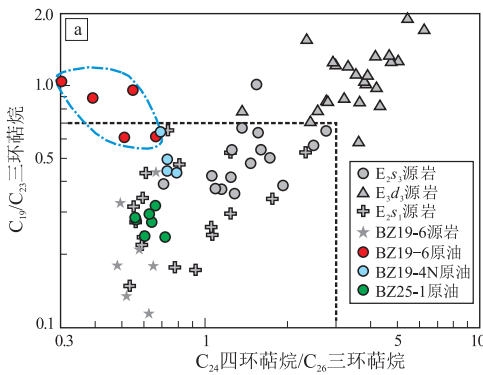 a
2.0
1.0
0.5
0.1
C₁₉/C₂₃三环萜烷
0.3
1
5
10
C₂₄四环萜烷/C₂₆三环萜烷
E₂s₃源岩
E₃d₃源岩
E₂s₁源岩
BZ19-6源岩
BZ19-6原油
BZ19-4N原油
BZ25-1原油